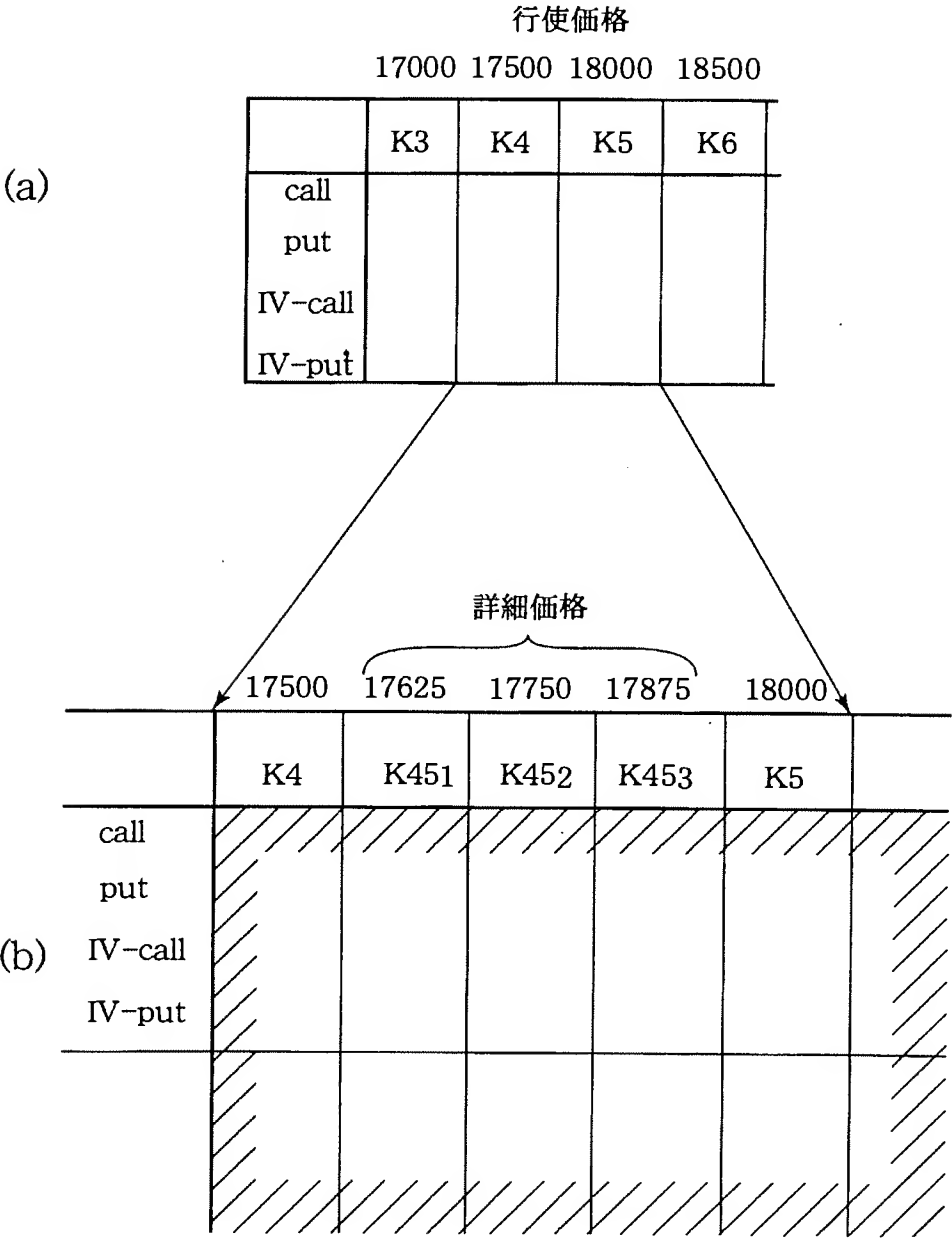 行使価格
17000 17500 18000 18500
K3 K4 K5 K6
(a)
call
put
IV-call
IV-put
詳細価格
17500 17625 17750 17875 18000
K4 K451 K452 K453 K5
call
put
(b)
IV-call
IV-put